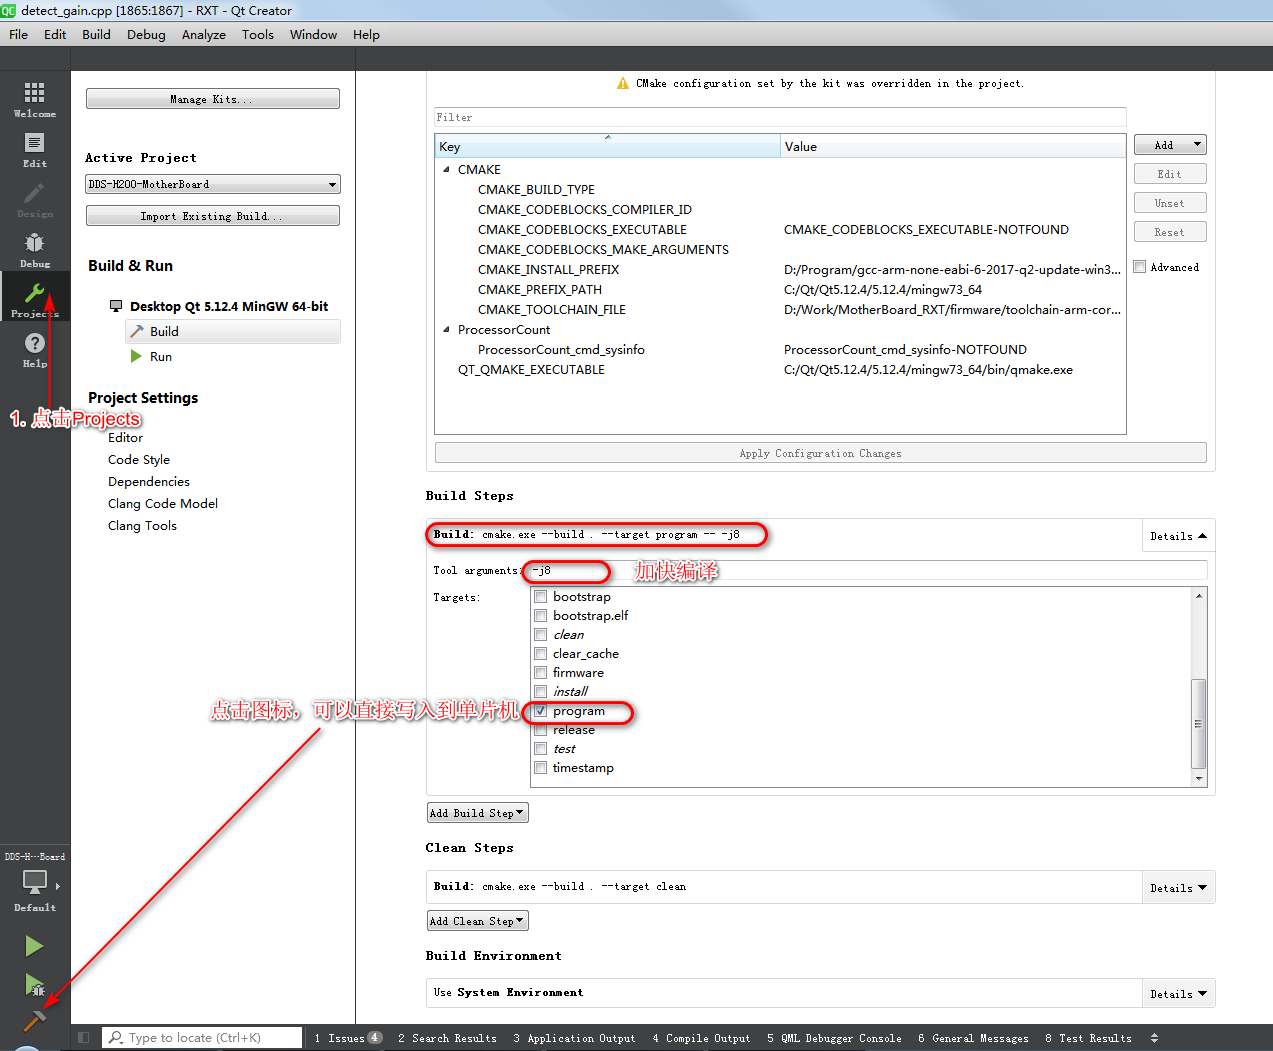 detect_gain.cpp [1865:1867] - RXT - Qt Creator
File Edit Build Debug Analyze Tools Window Help
Welcome
Edit
Design
Debug
Projects
Help
1. 点击Projects
Manage Kits...
Active Project
DDS-H200-MotherBoard
Import Existing Build...
Build & Run
Desktop Qt 5.12.4 MinGW 64-bit
Build
Run
Project Settings
Editor
Code Style
Dependencies
Clang Code Model
Clang Tools
CMake configuration set by the kit was overridden in the project.
Filter
Key Value
CMAKE
CMAKE_BUILD_TYPE
CMAKE_CODEBLOCKS_COMPILER_ID
CMAKE_CODEBLOCKS_EXECUTABLE CMAKE_CODEBLOCKS_EXECUTABLE-NOTFOUND
CMAKE_CODEBLOCKS_MAKE_ARGUMENTS
CMAKE_INSTALL_PREFIX D:/Program/gcc-arm-none-eabi-6-2017-q2-update-win3...
CMAKE_PREFIX_PATH C:/Qt/Qt5.12.4/5.12.4/mingw73_64
CMAKE_TOOLCHAIN_FILE D:/Work/MotherBoard_RXT/firmware/toolchain-arm-cor...
ProcessorCount
ProcessorCount_cmd_sysinfo ProcessorCount_cmd_sysinfo-NOTFOUND
QT_QMAKE_EXECUTABLE C:/Qt/Qt5.12.4/5.12.4/mingw73_64/bin/qmake.exe
Add
Edit
Unset
Reset
Advanced
Apply Configuration Changes
Build Steps
Build: cmake.exe --build . --target program -- -j8
Details
Tool arguments: -j8 加快编译
Targets:
bootstrap
bootstrap.elf
clean
clear_cache
firmware
install
点击图标，可以直接写入到单片机
program
release
test
timestamp
Add Build Step
Clean Steps
Build: cmake.exe --build . --target clean
Details
Add Clean Step
Build Environment
Use System Environment
Details
DDS-H···Board
Default
Type to locate (Ctrl+K) 1 Issues 4 2 Search Results 3 Application Output 4 Compile Output 5 QML Debugger Console 6 General Messages 8 Test Results